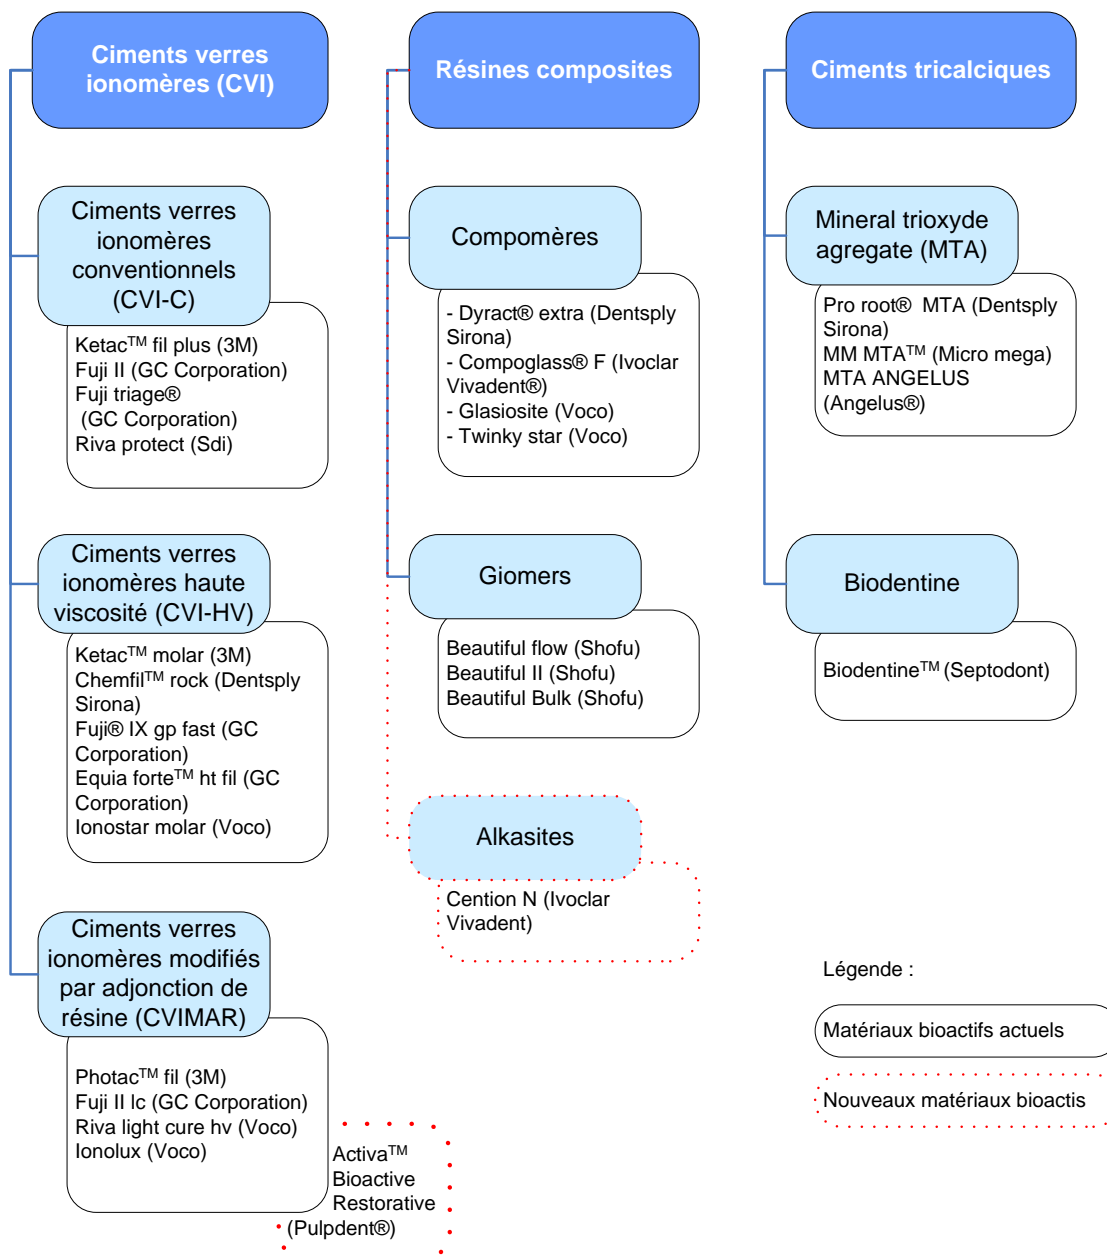 Ciments verres
ionomères (CVI)
Ciments verres
ionomères
conventionnels
(CVI-C)
Ketac™ fil plus (3M)
Fuji II (GC Corporation)
Fuji triage®
(GC Corporation)
Riva protect (Sdi)
Ciments verres
ionomères haute
viscosité (CVI-HV)
Ketac™ molar (3M)
Chemfil™ rock (Dentsply
Sirona)
Fuji® IX gp fast (GC
Corporation)
Equia forte™ ht fil (GC
Corporation)
Ionostar molar (Voco)
Ciments verres
ionomères modifiés
par adjonction de
résine (CVIMAR)
Photac™ fil (3M)
Fuji II lc (GC Corporation)
Riva light cure hv (Voco)
Ionolux (Voco)
Activa™
Bioactive
Restorative
(Pulpdent®)
Résines composites
Compomères
- Dyract® extra (Dentsply
Sirona)
- Compoglass® F (Ivoclar
Vivadent®)
- Glasiosite (Voco)
- Twinky star (Voco)
Giomers
Beautiful flow (Shofu)
Beautiful II (Shofu)
Beautiful Bulk (Shofu)
Alkasites
Cention N (Ivoclar
Vivadent)
Ciments tricalciques
Mineral trioxyde
agregate (MTA)
Pro root® MTA (Dentsply
Sirona)
MM MTA™ (Micro mega)
MTA ANGELUS
(Angelus®)
Biodentine
Biodentine™ (Septodont)
Légende :
Matériaux bioactifs actuels
Nouveaux matériaux bioactis